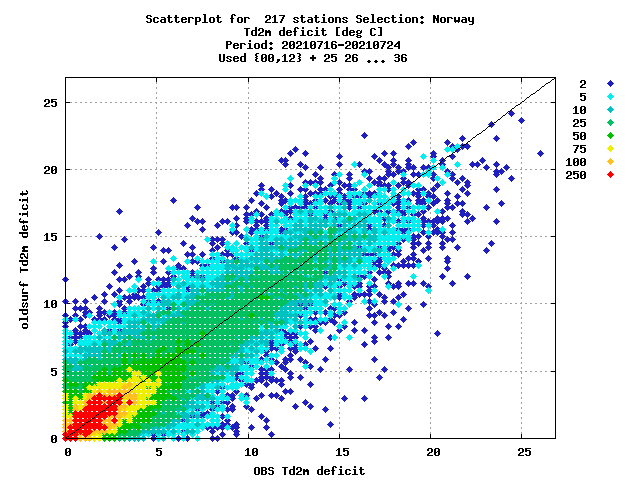 Scatterplot for  217 stations Selection: Norway
Td2m deficit [deg C]
Period: 20210716-20210724
Used {00,12} + 25 26 ... 36
2
5
10
25
50
75
100
250
oldsurf Td2m deficit
25
20
15
10
5
0
0 5 10 15 20 25
OBS Td2m deficit